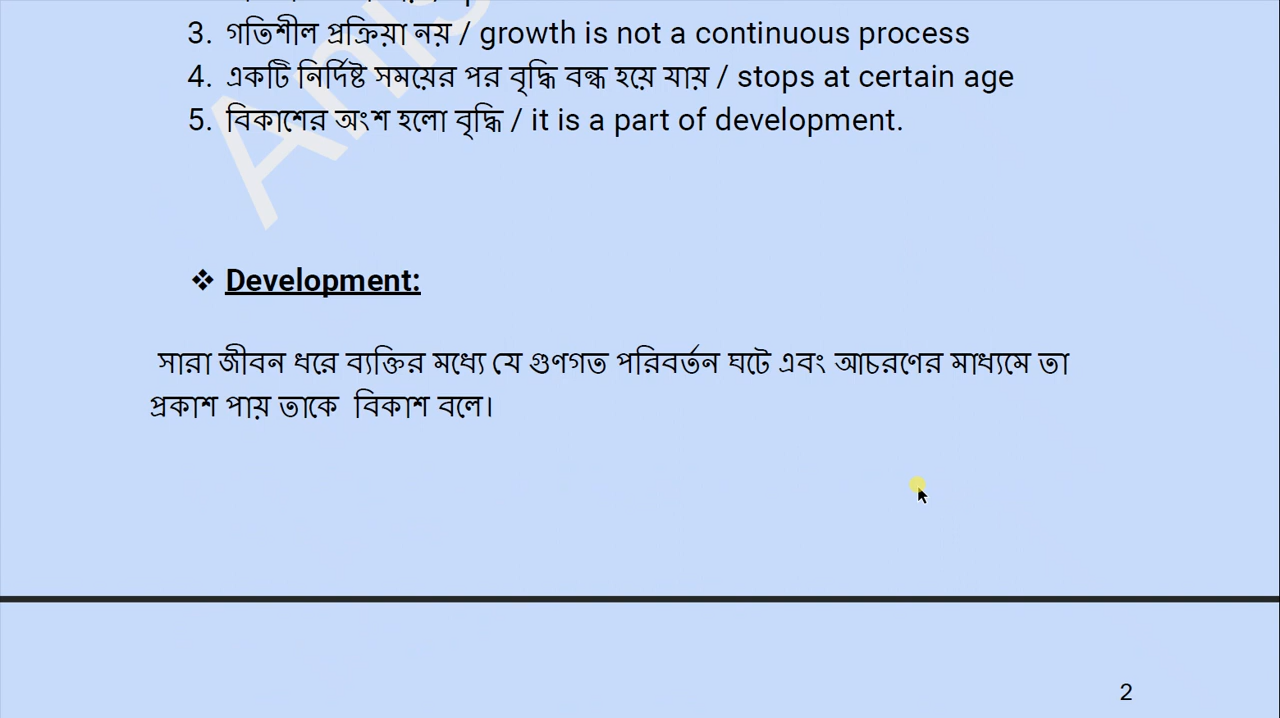 3. গতিশীল প্রক্রিয়া নয় / growth is not a continuous process
4. একটি নির্দিষ্ট সময়ের পর বৃদ্ধি বন্ধ হয়ে যায় / stops at certain age
5. বিকাশের অংশ হলো বৃদ্ধি / it is a part of development.
❖ Development:
সারা জীবন ধরে ব্যক্তির মধ্যে যে গুণগত পরিবর্তন ঘটে এবং আচরণের মাধ্যমে তা
প্রকাশ পায় তাকে বিকাশ বলে।
2